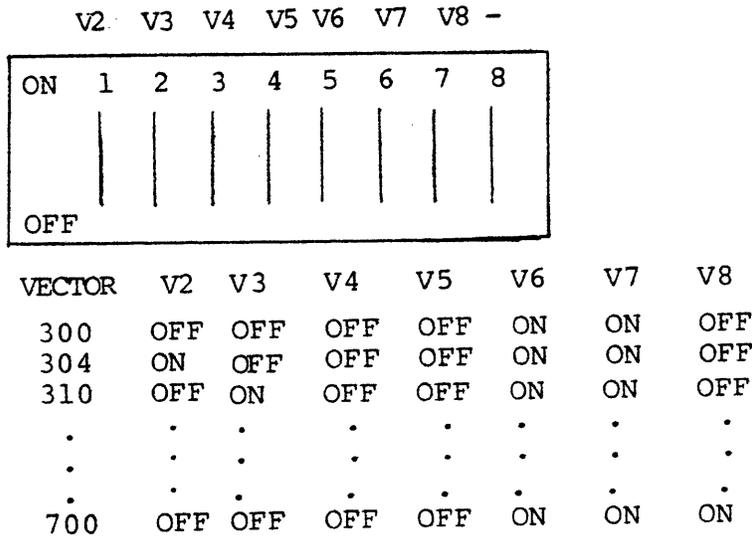 V2 V3 V4 V5 V6 V7 V8 -
ON 1 2 3 4 5 6 7 8
OFF
VECTOR V2 V3 V4 V5 V6 V7 V8
300 OFF OFF OFF OFF ON ON OFF
304 ON OFF OFF OFF ON ON OFF
310 OFF ON OFF OFF ON ON OFF
. . . . . . . .
. . . . . . . .
. . . . . . . .
700 OFF OFF OFF OFF ON ON ON